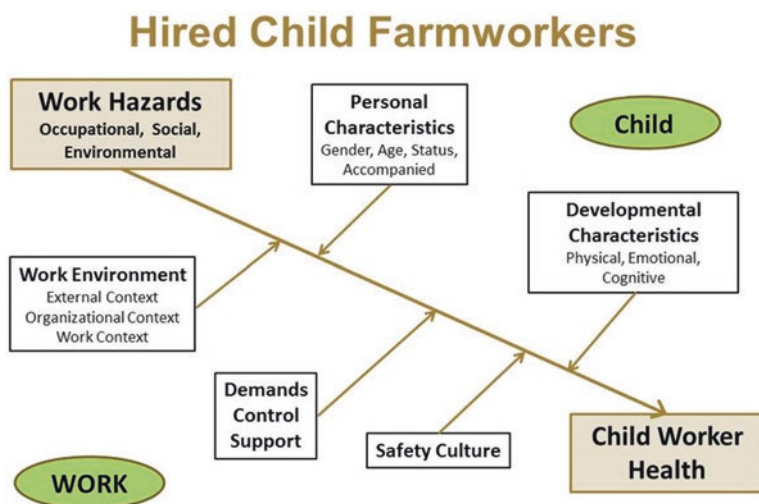 Hired Child Farmworkers
Work Hazards
Occupational, Social,
Environmental
Personal
Characteristics
Gender, Age, Status,
Accompanied
Child
Developmental
Characteristics
Physical, Emotional,
Cognitive
Work Environment
External Context
Organizational Context
Work Context
Demands
Control
Support
Safety Culture
Child Worker
Health
WORK